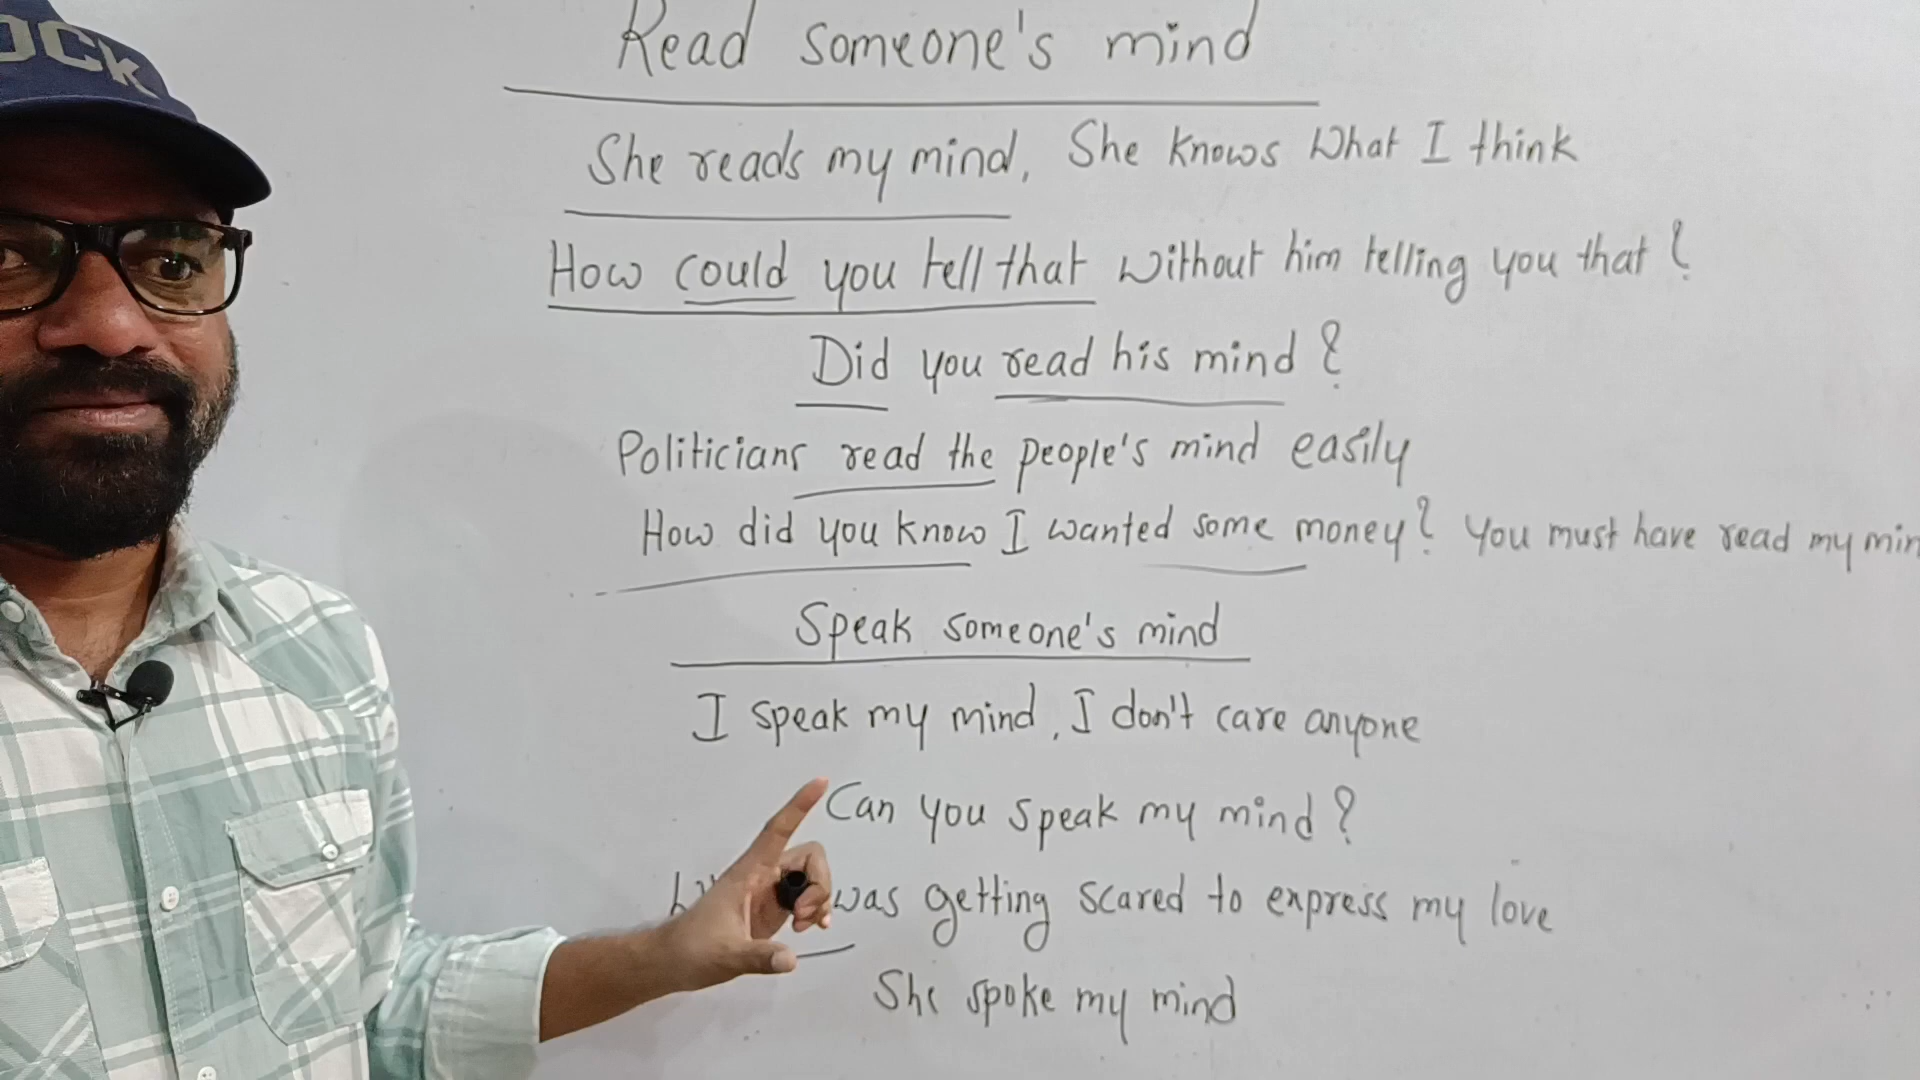 OCK
Read someone's mind
She reads my mind, She knows what I think
How could you tell that without him telling you that?
Did you read his mind?
Politicians read the people's mind easily
How did you know I wanted some money? You must have read my min
Speak someone's mind
I speak my mind, I don't care anyone
Can you speak my mind?
was getting scared to express my love
She spoke my mind